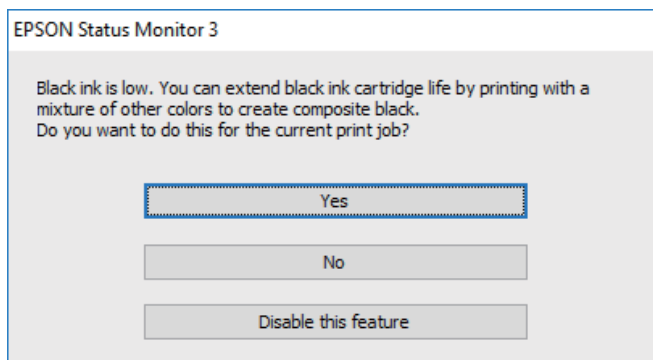 EPSON Status Monitor 3
Black ink is low. You can extend black ink cartridge life by printing with a
mixture of other colors to create composite black.
Do you want to do this for the current print job?
Yes
No
Disable this feature